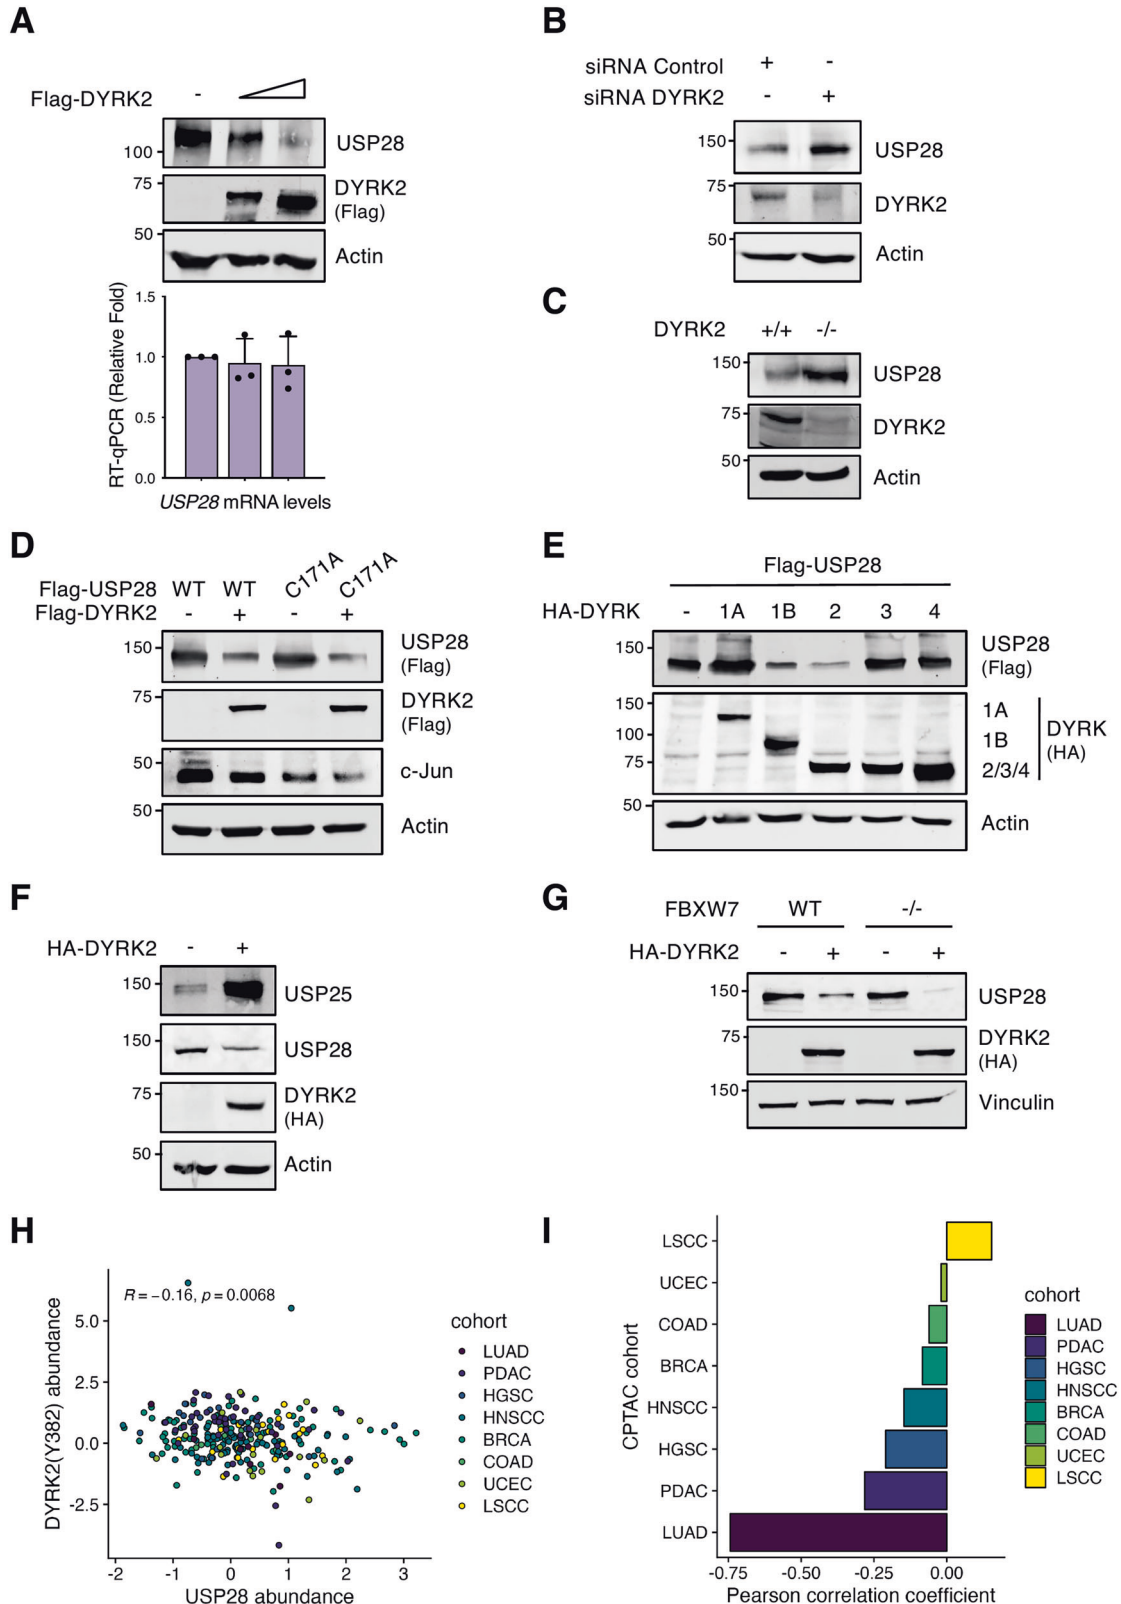 A
Flag-DYRK2 -
100 USP28
75 DYRK2
(Flag)
50 Actin
RT-qPCR (Relative Fold)
1.5
1.0
0.5
0.0
USP28 mRNA levels
B
siRNA Control + -
siRNA DYRK2 - +
150 USP28
75 DYRK2
50 Actin
C
DYRK2 +/+ -/-
150 USP28
75 DYRK2
50 Actin
D
Flag-USP28 WT WT C171A C171A
Flag-DYRK2 - + - +
150 USP28
(Flag)
75 DYRK2
(Flag)
50 c-Jun
50 Actin
E
Flag-USP28
HA-DYRK - 1A 1B 2 3 4
150 USP28
(Flag)
150 1A
100 1B
75 2/3/4
DYRK
(HA)
50 Actin
F
HA-DYRK2 - +
150 USP25
150 USP28
75 DYRK2
(HA)
50 Actin
G
FBXW7 WT -/-
HA-DYRK2 - + - +
150 USP28
75 DYRK2
(HA)
150 Vinculin
H
R = −0.16, p = 0.0068
DYRK2(Y382) abundance
5.0
2.5
0.0
-2.5
-2 -1 0 1 2 3
USP28 abundance
cohort
LUAD
PDAC
HGSC
HNSCC
BRCA
COAD
UCEC
LSCC
I
CPTAC cohort
LSCC
UCEC
COAD
BRCA
HNSCC
HGSC
PDAC
LUAD
-0.75 -0.50 -0.25 0.00
Pearson correlation coefficient
cohort
LUAD
PDAC
HGSC
HNSCC
BRCA
COAD
UCEC
LSCC